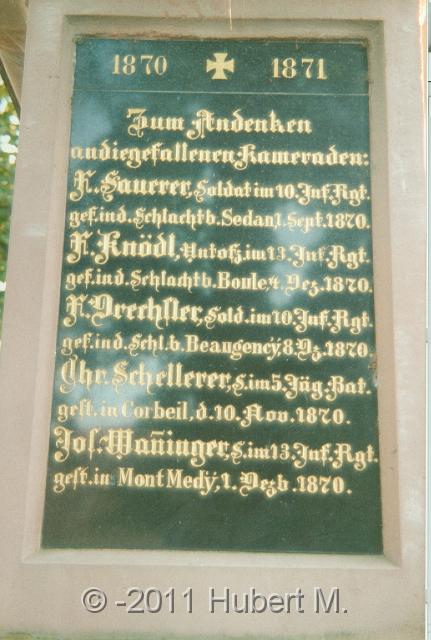 1870 1871
Zum Andenken
an die gefallenen Kameraden:
K. Sauerer, Soldat im 10. Inf. Rgt.
gef. i. d. Schlacht b. Sedan 1. Sept. 1870.
F. Knödl, Untofz. im 13. Inf. Rgt.
gef. i. d. Schlacht b. Boule, 4. Dez. 1870.
F. Drechsler, Sold. im 10. Inf. Rgt.
gef. i. d. Schl. b. Beaugency, 8. Dz. 1870.
Chr. Schellerer, S. im 5. Jäg. Bat.
gest. in Corbeil, d. 10. Nov. 1870.
Jos. Wañinger, S. im 13. Inf. Rgt.
gest. in Mont Medÿ, 1. Dezb. 1870.
© -2011 Hubert M.